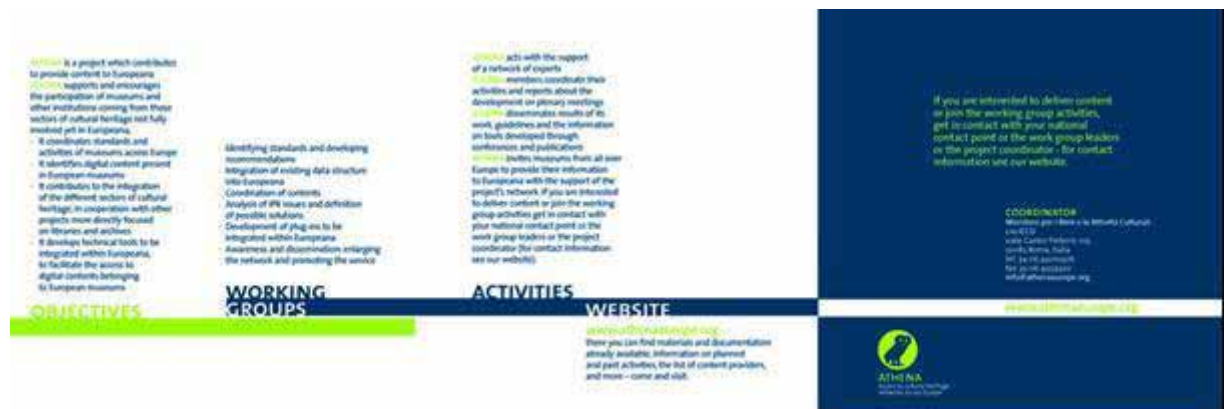 ATHENA is a project which contributes
to provide content to Europeana
ATHENA supports and encourages
the participation of museums and
other institutions coming from those
sectors of cultural heritage not fully
involved yet in Europeana.
- It coordinates standards and
activities of museums across Europe
- It identifies digital content present
in European museums
- It contributes to the integration
of the different sectors of cultural
heritage, in cooperation with other
projects more directly focused
on libraries and archives
- It develops technical tools to be
integrated within Europeana,
to facilitate the access to
digital contents belonging
to European museums
OBJECTIVES
Identifying standards and developing
recommendations
Integration of existing data structure
into Europeana
Coordination of contents
Analysis of IPR issues and definition
of possible solutions
Development of plug-ins to be
integrated within Europeana
Awareness and dissemination: enlarging
the network and promoting the service
WORKING
GROUPS
ATHENA acts with the support
of a network of experts
ATHENA members coordinate their
activities and reports about the
development on plenary meetings
ATHENA disseminates results of its
work, guidelines and the information
on tools developed through
conferences and publications
ATHENA invites museums from all over
Europe to provide their information
to Europeana with the support of the
project's network. If you are interested
to deliver content or join the working
group activities get in contact with
your national contact point or the
work group leaders or the project
coordinator (for contact information
see our website).
ACTIVITIES
WEBSITE
www.athenaeurope.org
there you can find materials and documentation
already available, information on planned
and past activities, the list of content providers,
and more – come and visit.
If you are interested to deliver content
or join the working group activities,
get in contact with your national
contact point or the work group leaders
or the project coordinator - for contact
information see our website.
COORDINATOR
Ministero per i Beni e le Attività Culturali
Roma, Italia
info@athenaeurope.org
www.athenaeurope.org
ATHENA